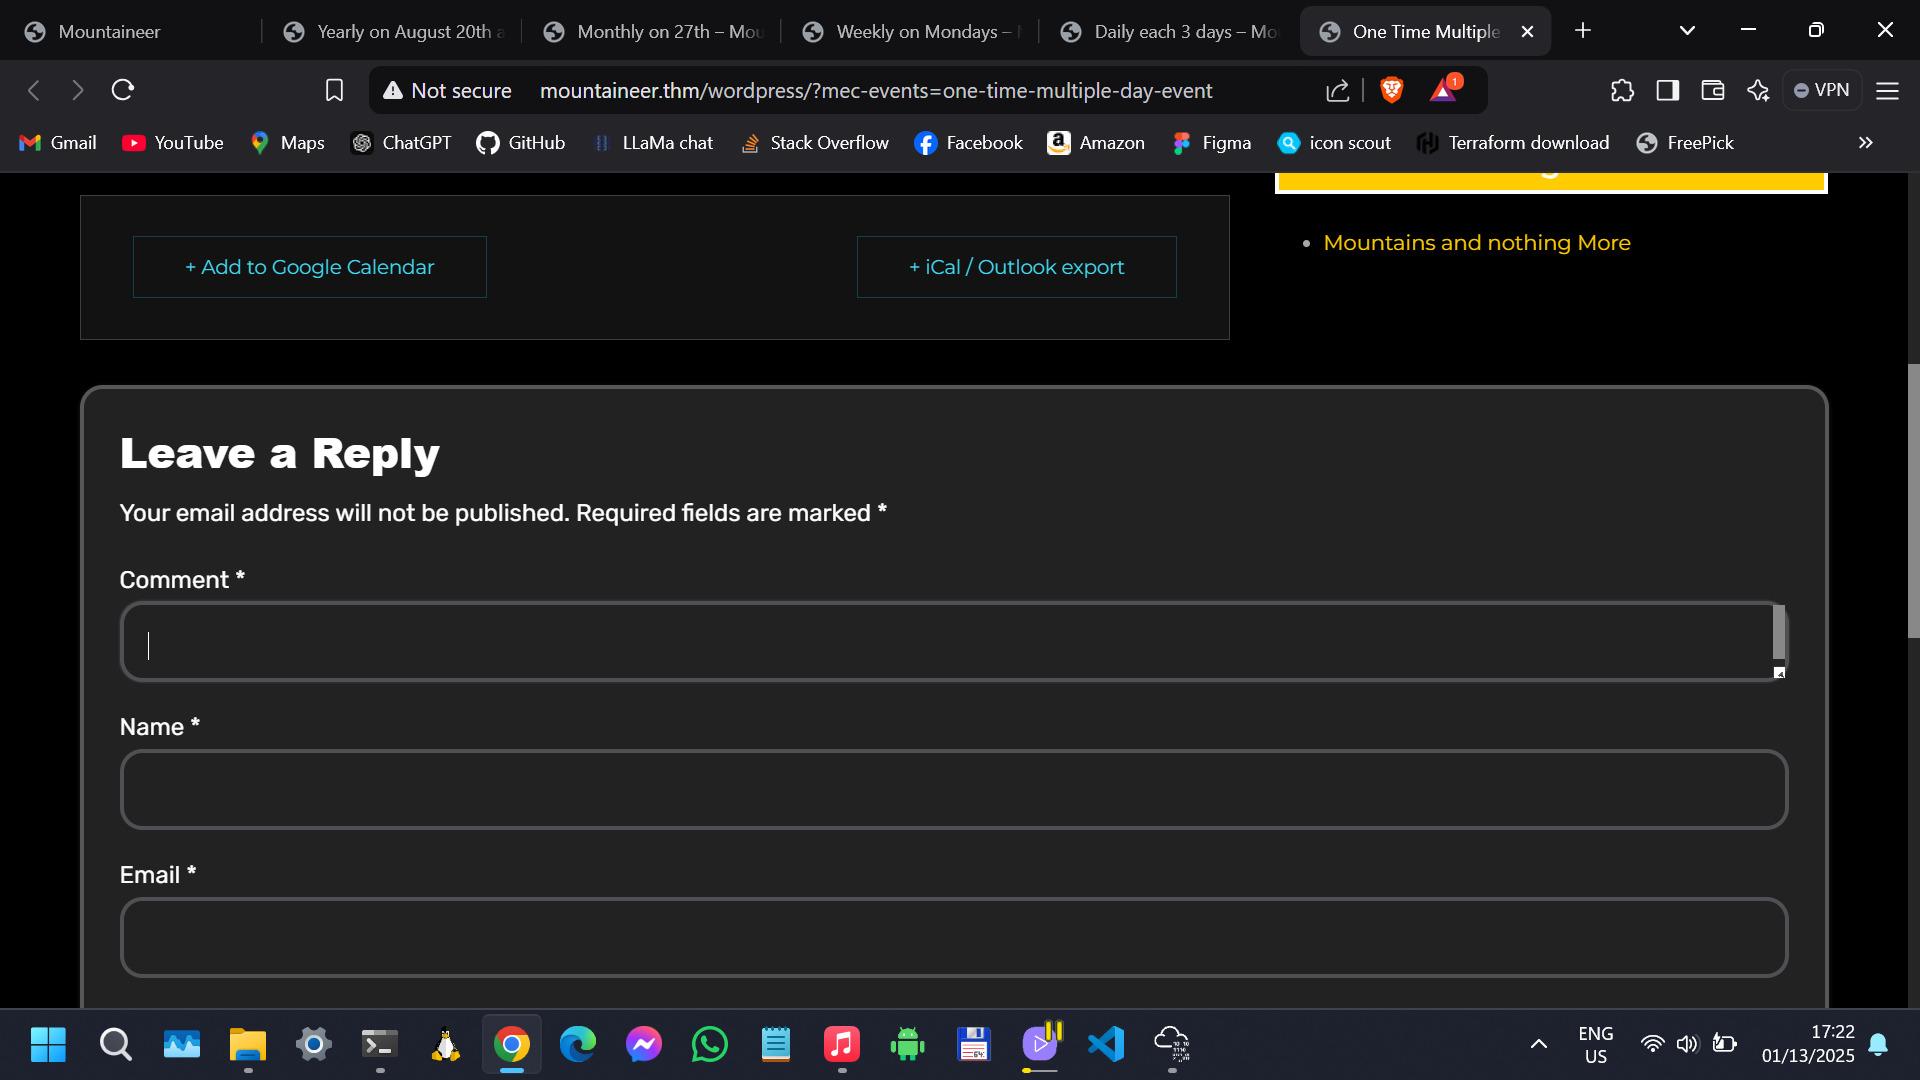 Mountaineer
Yearly on August 20th a
Monthly on 27th – Mou
Weekly on Mondays –
Daily each 3 days – Mo
One Time Multiple
Not secure
mountaineer.thm/wordpress/?mec-events=one-time-multiple-day-event
1
VPN
Gmail
YouTube
Maps
ChatGPT
GitHub
LLaMa chat
Stack Overflow
Facebook
Amazon
Figma
icon scout
Terraform download
FreePick
+ Add to Google Calendar
+ iCal / Outlook export
Mountains and nothing More
Leave a Reply
Your email address will not be published. Required fields are marked *
Comment *
Name *
Email *
ENG
US
17:22
01/13/2025